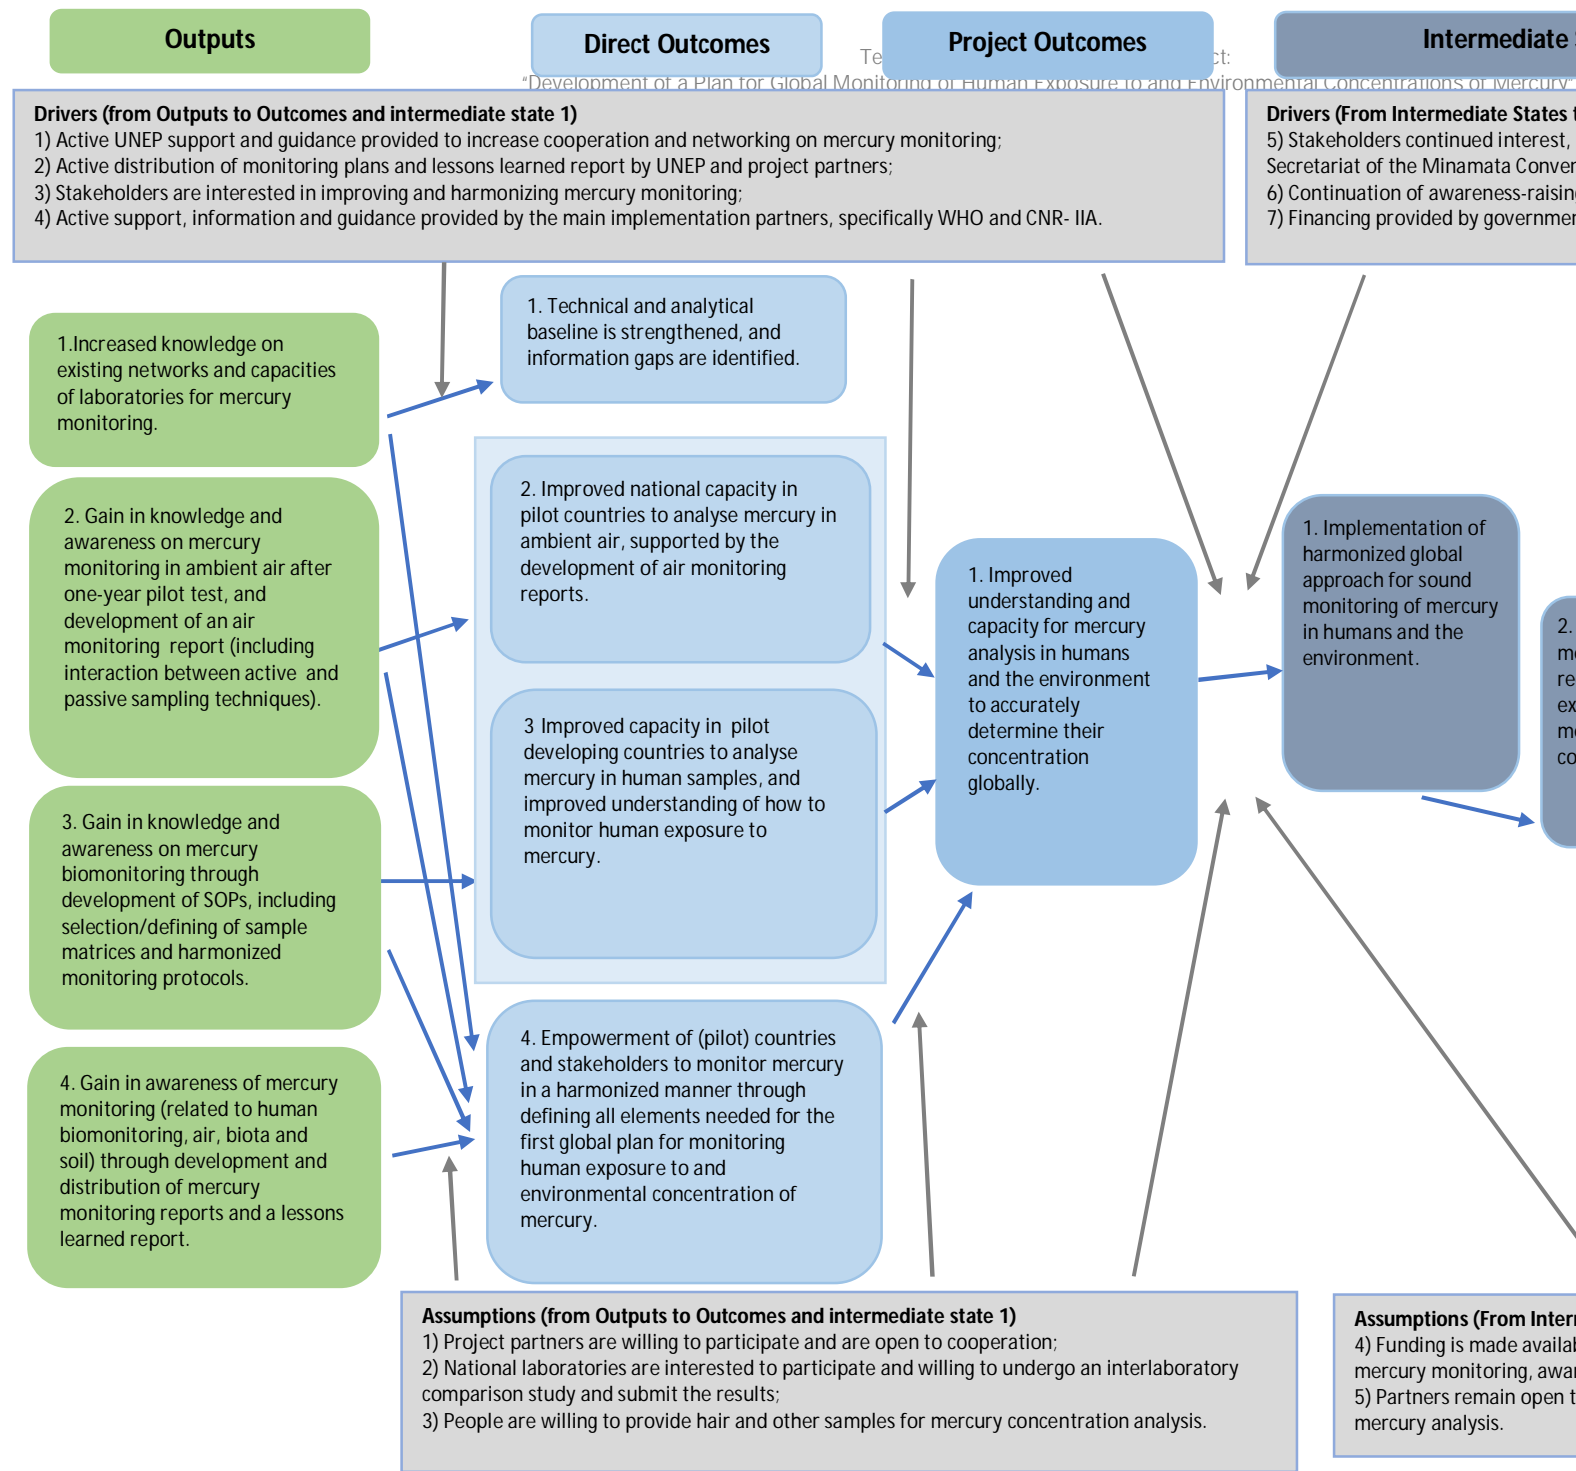 Outputs
Direct Outcomes
Project Outcomes
Intermediate
ct:
"Development of a Plan for Global Monitoring of Human Exposure to and Environmental Concentrations of Mercury"
Drivers (from Outputs to Outcomes and intermediate state 1)
1) Active UNEP support and guidance provided to increase cooperation and networking on mercury monitoring;
2) Active distribution of monitoring plans and lessons learned report by UNEP and project partners;
3) Stakeholders are interested in improving and harmonizing mercury monitoring;
4) Active support, information and guidance provided by the main implementation partners, specifically WHO and CNR- IIA.
Drivers (From Intermediate States
5) Stakeholders continued interest,
Secretariat of the Minamata
6) Continuation of
7) Financing provided by
1.Increased knowledge on
existing networks and capacities
of laboratories for mercury
monitoring.
2. Gain in knowledge and
awareness on mercury
monitoring in ambient air after
one-year pilot test, and
development of an air
monitoring report (including
interaction between active and
passive sampling techniques).
3. Gain in knowledge and
awareness on mercury
biomonitoring through
development of SOPs, including
selection/defining of sample
matrices and harmonized
monitoring protocols.
4. Gain in awareness of mercury
monitoring (related to human
biomonitoring, air, biota and
soil) through development and
distribution of mercury
monitoring reports and a lessons
learned report.
1. Technical and analytical
baseline is strengthened, and
information gaps are identified.
2. Improved national capacity in
pilot countries to analyse mercury in
ambient air, supported by the
development of air monitoring
reports.
3 Improved capacity in pilot
developing countries to analyse
mercury in human samples, and
improved understanding of how to
monitor human exposure to
mercury.
4. Empowerment of (pilot) countries
and stakeholders to monitor mercury
in a harmonized manner through
defining all elements needed for the
first global plan for monitoring
human exposure to and
environmental concentration of
mercury.
1. Improved
understanding and
capacity for mercury
analysis in humans
and the environment
to accurately
determine their
concentration
globally.
1. Implementation of
harmonized global
approach for sound
monitoring of mercury
in humans and the
environment.
2.
Assumptions (from Outputs to Outcomes and intermediate state 1)
1) Project partners are willing to participate and are open to cooperation;
2) National laboratories are interested to participate and willing to undergo an interlaboratory
comparison study and submit the results;
3) People are willing to provide hair and other samples for mercury concentration analysis.
Assumptions (From
4) Funding is made
mercury monitoring,
5) Partners remain open
mercury analysis.